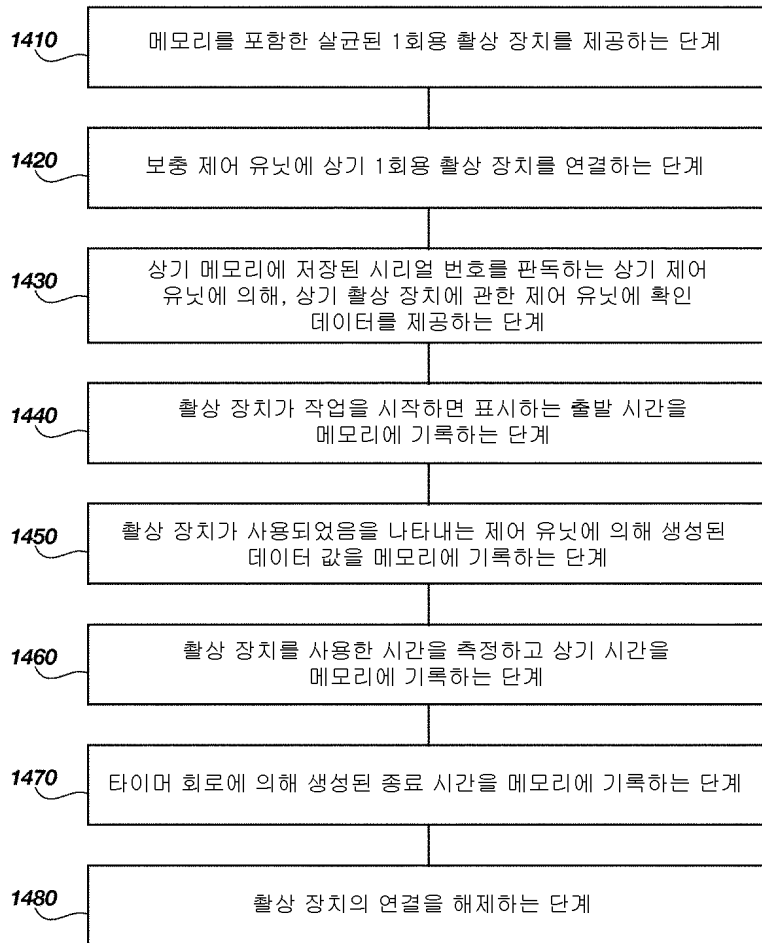 1410
메모리를 포함한 살균된 1회용 촬상 장치를 제공하는 단계
1420
보충 제어 유닛에 상기 1회용 촬상 장치를 연결하는 단계
1430
상기 메모리에 저장된 시리얼 번호를 판독하는 상기 제어
유닛에 의해, 상기 촬상 장치에 관한 제어 유닛에 확인
데이터를 제공하는 단계
1440
촬상 장치가 작업을 시작하면 표시하는 출발 시간을
메모리에 기록하는 단계
1450
촬상 장치가 사용되었음을 나타내는 제어 유닛에 의해 생성된
데이터 값을 메모리에 기록하는 단계
1460
촬상 장치를 사용한 시간을 측정하고 상기 시간을
메모리에 기록하는 단계
1470
타이머 회로에 의해 생성된 종료 시간을 메모리에 기록하는 단계
1480
촬상 장치의 연결을 해제하는 단계